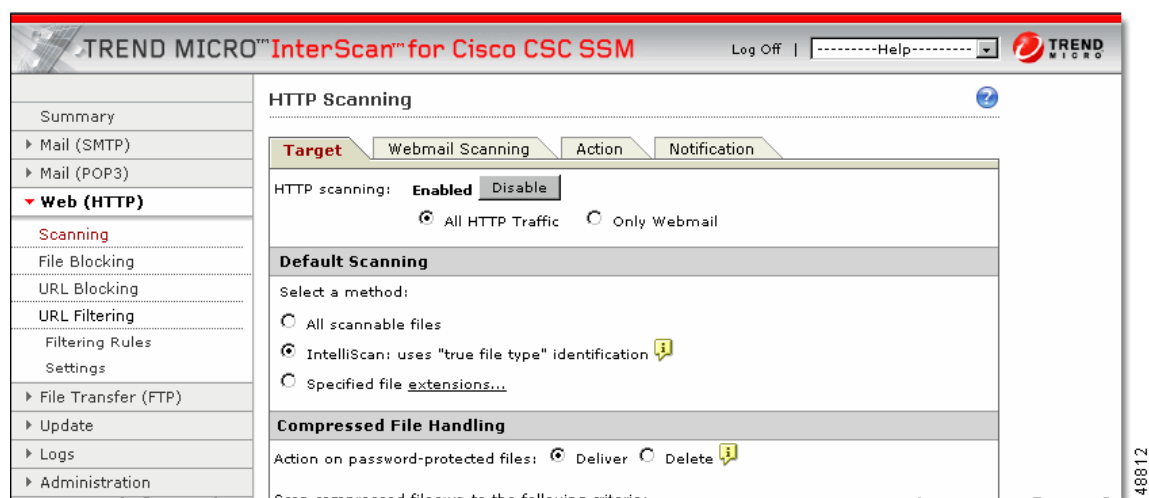 TREND MICRO™ InterScan™ for Cisco CSC SSM
Log Off | ---------Help---------
TREND MICRO
Summary
Mail (SMTP)
Mail (POP3)
Web (HTTP)
Scanning
File Blocking
URL Blocking
URL Filtering
Filtering Rules
Settings
File Transfer (FTP)
Update
Logs
Administration
HTTP Scanning
?
Target Webmail Scanning Action Notification
HTTP scanning: Enabled Disable
All HTTP Traffic Only Webmail
Default Scanning
Select a method:
All scannable files
IntelliScan: uses "true file type" identification
Specified file extensions...
Compressed File Handling
Action on password-protected files: Deliver Delete
148812